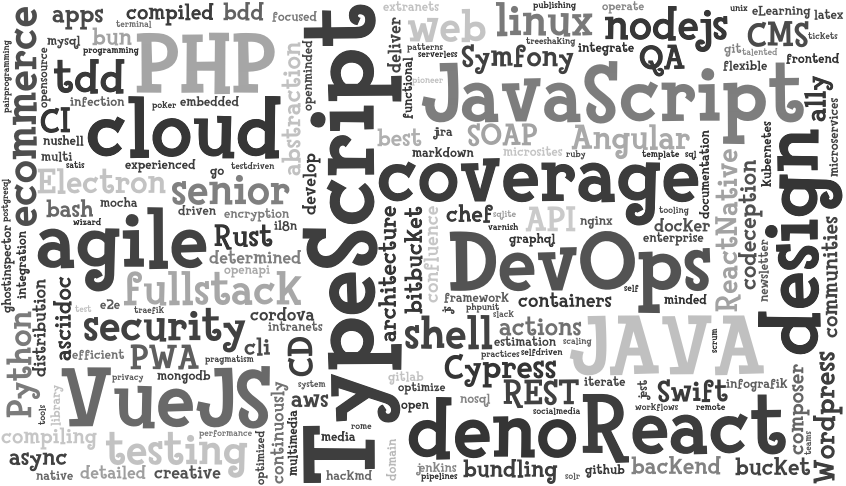 extranets
publishing
operate
unix
eLearning
latex
apps
compiled
bdd
focused
terminal
web
linux
nodejs
CMS
tickets
mysql
bun
PHP
programming
deliver
patterns
serverless
treeshaking
integrate
QA
git
talented
flexible
frontend
pairprogramming
ecommerce
opensource
tdd
Symfony
functional
pioneer
JavaScript
a11y
microservices
infection
poker
embedded
abstraction
openminded
TypeScript
CI
cloud
best
jra
SOAP
Angular
nushell
multi
satis
experienced
testdriven
markdown
microsites
ruby
template
sql
documentation
kubernetes
design
Electron
go
senior
develop
coverage
ReactNative
codeception
postgresql
ghostinspector
bash
mocha
driven
encryption
wizard
agile
Rust
i18n
determined
openapi
architecture
bitbucket
confluence
chef
sqlite
varnish
API
nginx
graphql
tooling
docker
enterprise
DevOps
self
newsletter
communities
integration
distribution
asciidoc
fullstack
test
e2e
traefik
cordova
intranets
framework
phpunit
slack
git
containers
minded
security
shell
actions
estimation
scaling
JAVA
scrum
Python
efficient
PWA
pragmatism
cli
CD
practices
selfdriven
Cypress
tools
library
VueJS
privacy
mongodb
system
gitlab
optimize
nosql
REST
iterate
jest
Swift
infografik
composer
Wordpress
continuously
aws
open
socialmedia
workflows
remote
deno
React
compiling
testing
performance
optimized
multimedia
media
rome
domain
teams
async
native
detailed
creative
hackmd
jenkins
pipelines
bundling
solr
github
backend
bucket